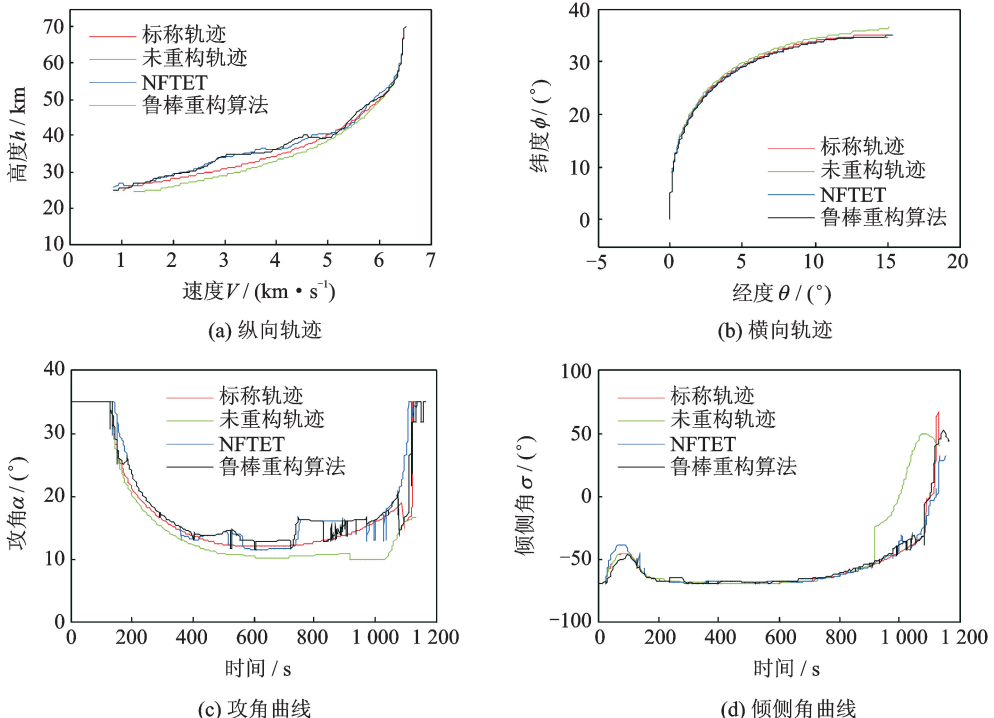 70
60
50
40
30
20
10
0
1
2
3
4
5
6
7
高度h / km
速度V / (km·s⁻¹)
标称轨迹
未重构轨迹
NFTET
鲁棒重构算法
(a) 纵向轨迹
40
30
20
10
0
−5
0
5
10
15
20
纬度ϕ / (°)
经度θ / (°)
标称轨迹
未重构轨迹
NFTET
鲁棒重构算法
(b) 横向轨迹
40
30
20
10
0
0
200
400
600
800
1 000
1 200
攻角α / (°)
时间 / s
标称轨迹
未重构轨迹
NFTET
鲁棒重构算法
(c) 攻角曲线
100
50
0
−50
−100
0
200
400
600
800
1 000
1 200
倾侧角σ / (°)
时间 / s
标称轨迹
未重构轨迹
NFTET
鲁棒重构算法
(d) 倾侧角曲线